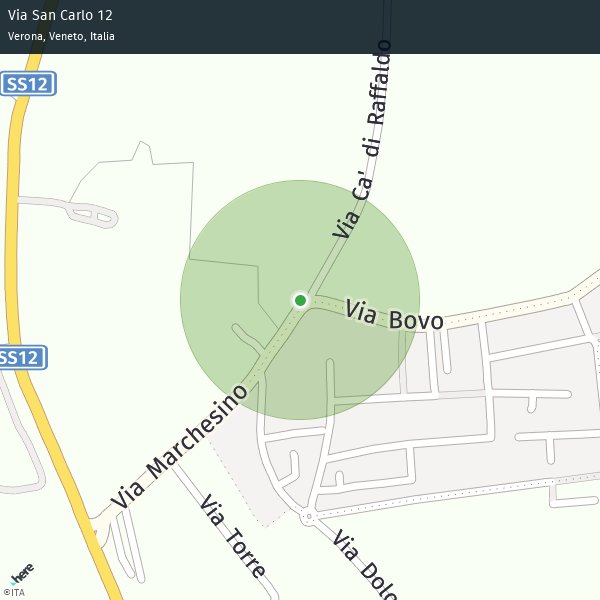 Via San Carlo 12
Verona, Veneto, Italia
SS12
Via Ca' di Raffaldo
Via Bovo
SS12
Via Marchesino
Via Torre
Via Dolo
here
©ITA